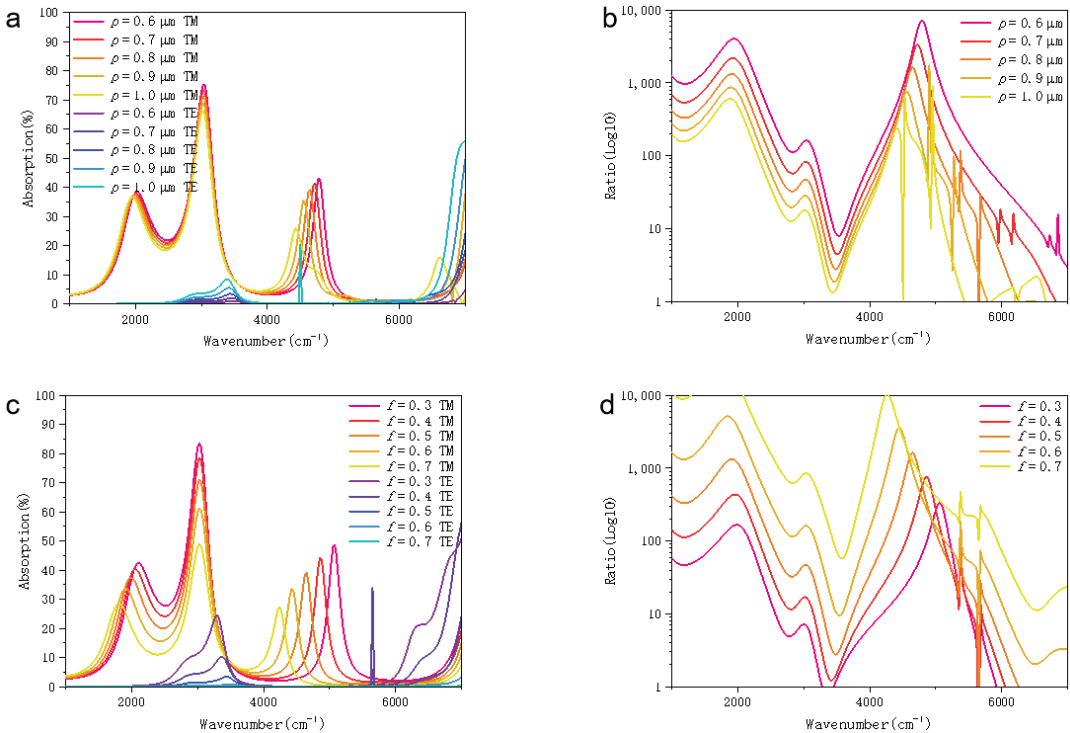 a
100
90
80
70
60
50
40
30
20
10
0
Absorption(%)
2000
4000
6000
Wavenumber(cm⁻¹)
ρ=0.6 μm TM
ρ=0.7 μm TM
ρ=0.8 μm TM
ρ=0.9 μm TM
ρ=1.0 μm TM
ρ=0.6 μm TE
ρ=0.7 μm TE
ρ=0.8 μm TE
ρ=0.9 μm TE
ρ=1.0 μm TE
b
10,000
1,000
100
10
1
Ratio(Log10)
2000
4000
6000
Wavenumber(cm⁻¹)
ρ=0.6 μm
ρ=0.7 μm
ρ=0.8 μm
ρ=0.9 μm
ρ=1.0 μm
c
100
90
80
70
60
50
40
30
20
10
0
Absorption(%)
2000
4000
6000
Wavenumber(cm⁻¹)
f=0.3 TM
f=0.4 TM
f=0.5 TM
f=0.6 TM
f=0.7 TM
f=0.3 TE
f=0.4 TE
f=0.5 TE
f=0.6 TE
f=0.7 TE
d
10,000
1,000
100
10
1
Ratio(Log10)
2000
4000
6000
Wavenumber(cm⁻¹)
f=0.3
f=0.4
f=0.5
f=0.6
f=0.7